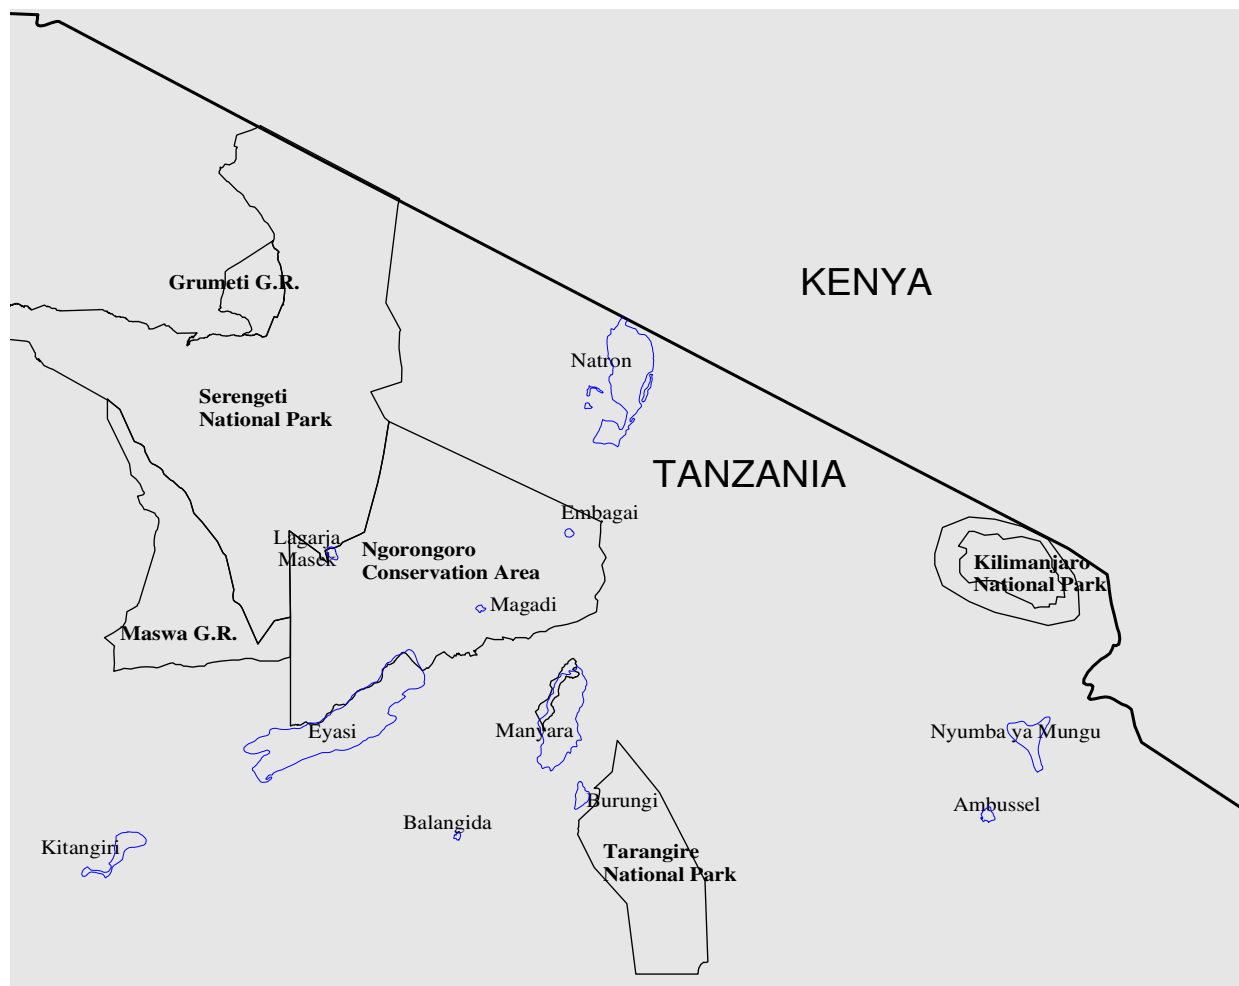 KENYA
Grumeti G.R.
Natron
Serengeti
National Park
TANZANIA
Embagai
Lagarja
Masek
Ngorongoro
Conservation Area
Kilimanjaro
National Park
Magadi
Maswa G.R.
Eyasi
Manyara
Nyumba ya Mungu
Burungi
Ambussel
Balangida
Kitangiri
Tarangire
National Park